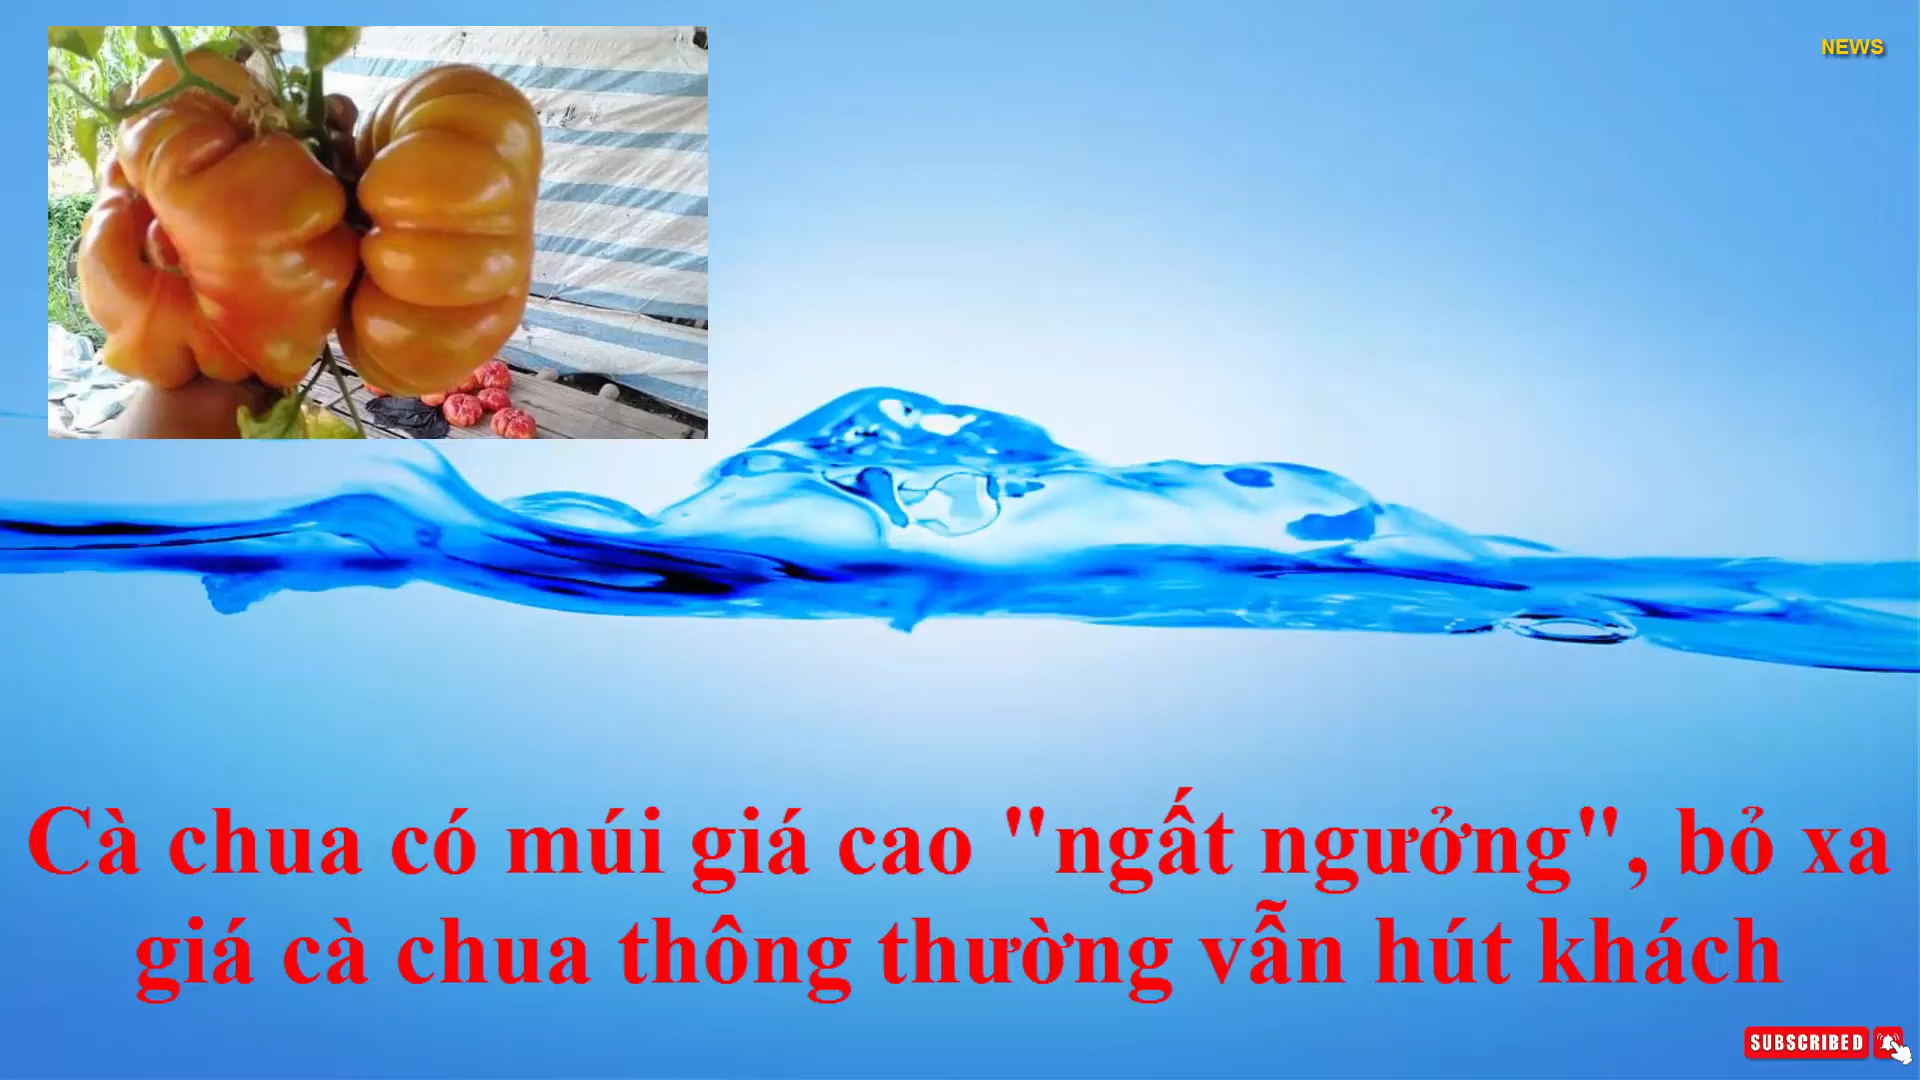 NEWS
Cà chua có múi giá cao "ngất ngưởng", bỏ xa
giá cà chua thông thường vẫn hút khách
SUBSCRIBED